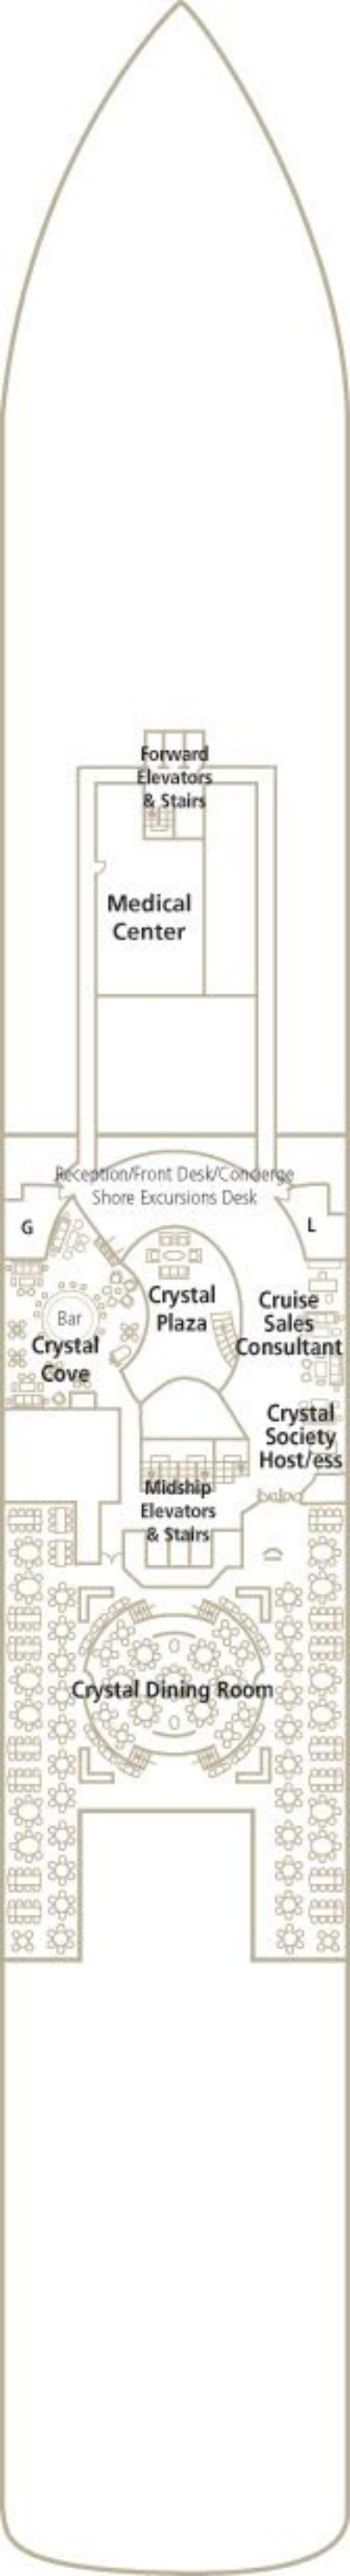 Forward
Elevators
& Stairs
Medical
Center
Reception/Front Desk/Concierge
Shore Excursions Desk
G
L
Crystal
Plaza
Cruise
Sales
Consultant
Bar
Crystal
Cove
Crystal
Society
Host/ess
Midship
Elevators
& Stairs
Crystal Dining Room